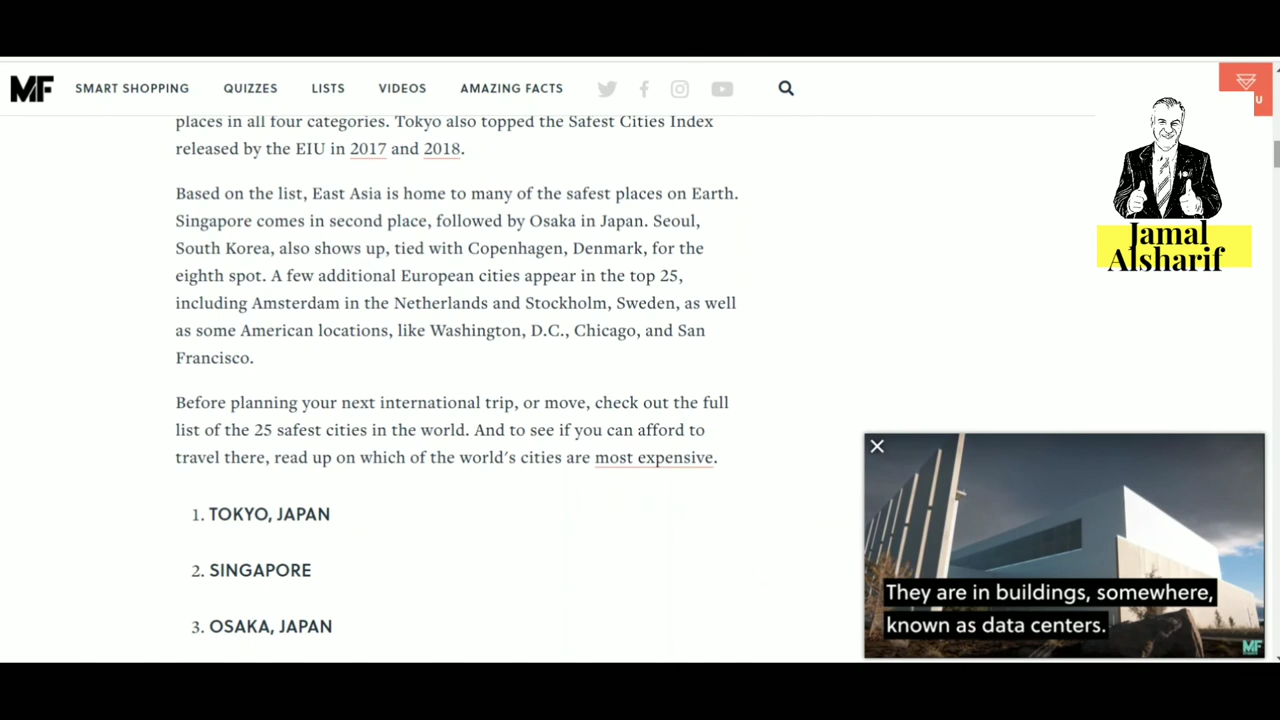 MF SMART SHOPPING QUIZZES LISTS VIDEOS AMAZING FACTS
U
places in all four categories. Tokyo also topped the Safest Cities Index
released by the EIU in 2017 and 2018.
Based on the list, East Asia is home to many of the safest places on Earth.
Singapore comes in second place, followed by Osaka in Japan. Seoul,
South Korea, also shows up, tied with Copenhagen, Denmark, for the
eighth spot. A few additional European cities appear in the top 25,
including Amsterdam in the Netherlands and Stockholm, Sweden, as well
as some American locations, like Washington, D.C., Chicago, and San
Francisco.
Before planning your next international trip, or move, check out the full
list of the 25 safest cities in the world. And to see if you can afford to
travel there, read up on which of the world's cities are most expensive.
1. TOKYO, JAPAN
2. SINGAPORE
3. OSAKA, JAPAN
Jamal
Alsharif
They are in buildings, somewhere,
known as data centers.
MF